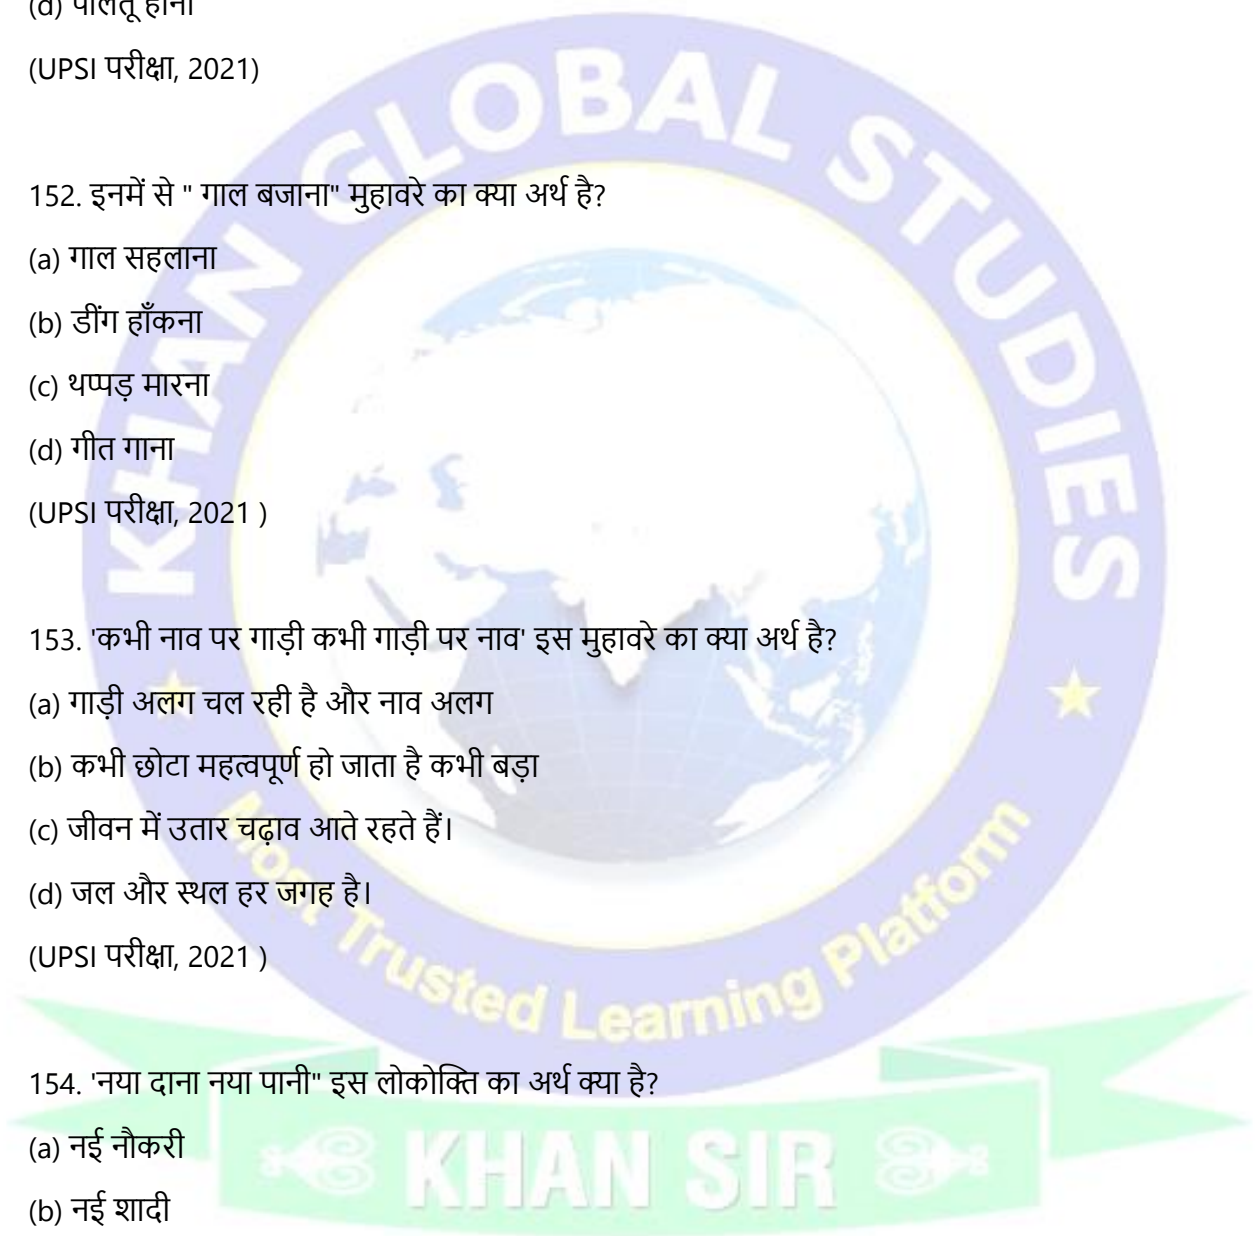 (d) पालतू होना
(UPSI परीक्षा, 2021)
152. इनमें से " गाल बजाना" मुहावरे का क्या अर्थ है?
(a) गाल सहलाना
(b) डींग हाँकना
(c) थप्पड़ मारना
(d) गीत गाना
(UPSI परीक्षा, 2021 )
153. 'कभी नाव पर गाड़ी कभी गाड़ी पर नाव' इस मुहावरे का क्या अर्थ है?
(a) गाड़ी अलग चल रही है और नाव अलग
(b) कभी छोटा महत्वपूर्ण हो जाता है कभी बड़ा
(c) जीवन में उतार चढ़ाव आते रहते हैं।
(d) जल और स्थल हर जगह है।
(UPSI परीक्षा, 2021 )
154. 'नया दाना नया पानी" इस लोकोक्ति का अर्थ क्या है?
(a) नई नौकरी
(b) नई शादी
KHAN GLOBAL STUDIES
Most Trusted Learning Platform
KHAN SIR